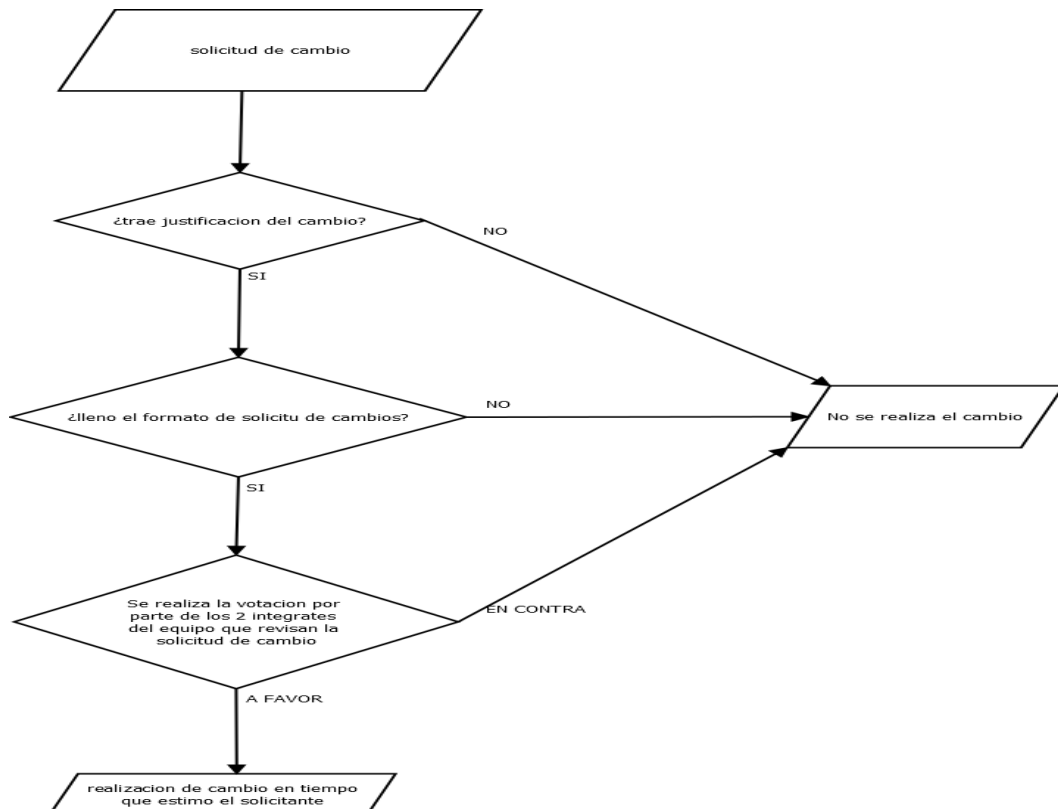 solicitud de cambio
¿trae justificacion del cambio?
NO
SI
¿lleno el formato de solicitu de cambios?
NO
No se realiza el cambio
SI
Se realiza la votacion por
parte de los 2 integrates
del equipo que revisan la
solicitud de cambio
EN CONTRA
A FAVOR
realizacion de cambio en tiempo
que estimo el solicitante